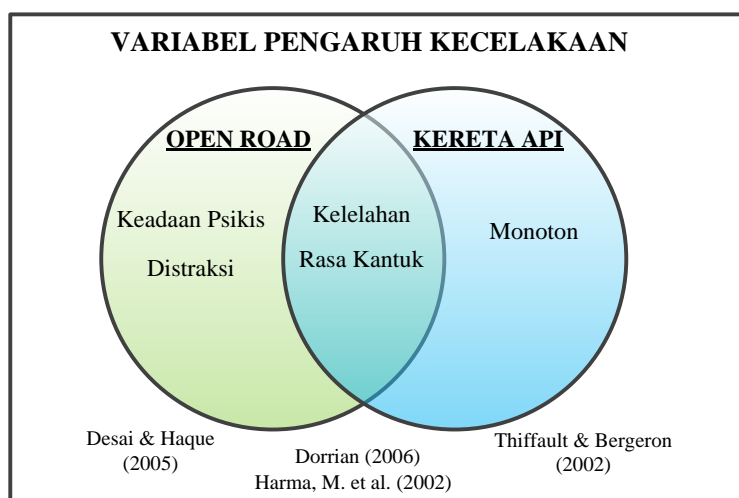 VARIABEL PENGARUH KECELAKAAN
OPEN ROAD
Keadaan Psikis
Distraksi
Kelelahan
Rasa Kantuk
KERETA API
Monoton
Desai & Haque
(2005)
Dorrian (2006)
Harma, M. et al. (2002)
Thiffault & Bergeron
(2002)